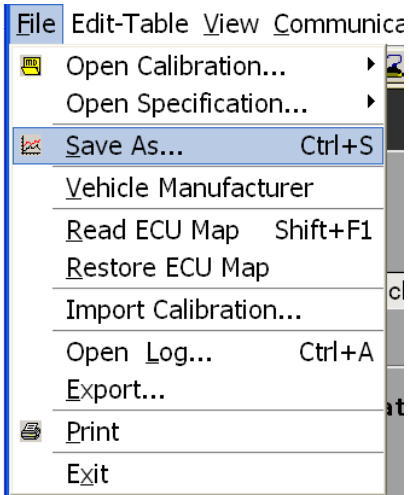 File Edit-Table View Communica
Open Calibration...
Open Specification...
Save As... Ctrl+S
Vehicle Manufacturer
Read ECU Map Shift+F1
Restore ECU Map
Import Calibration...
Open Log... Ctrl+A
Export...
Print
Exit